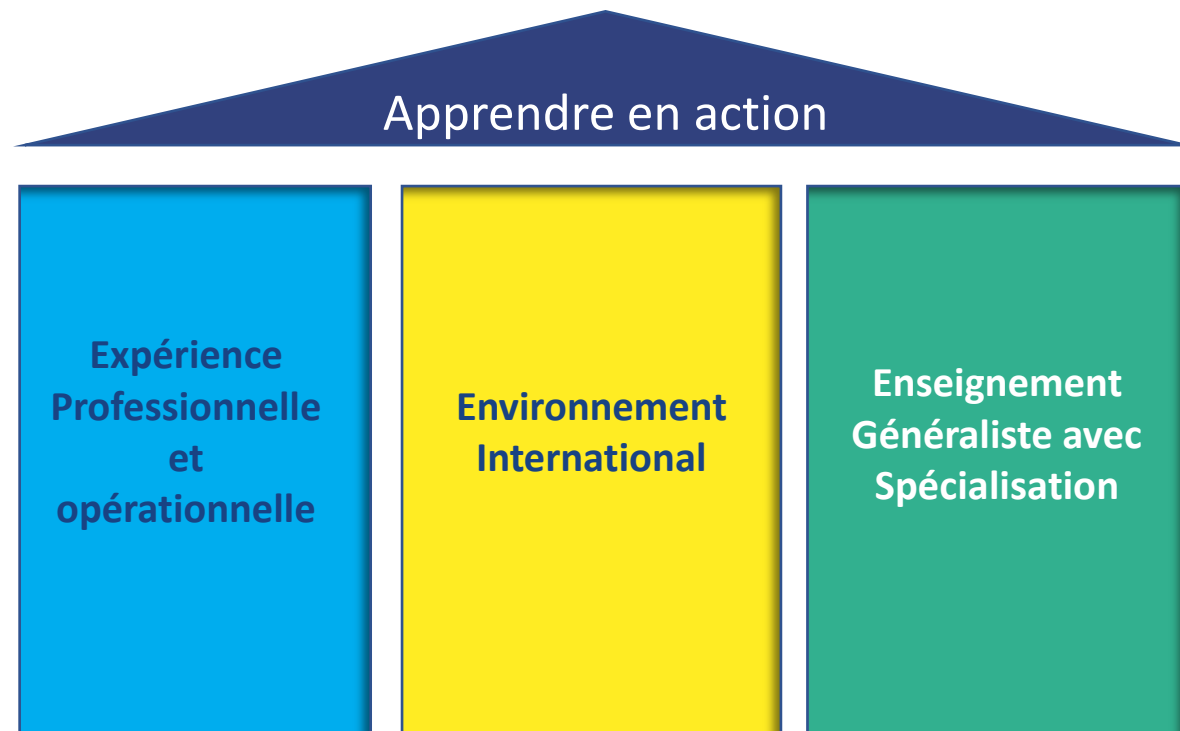 Apprendre en action
Expérience
Professionnelle
et
opérationnelle
Environnement
International
Enseignement
Généraliste avec
Spécialisation